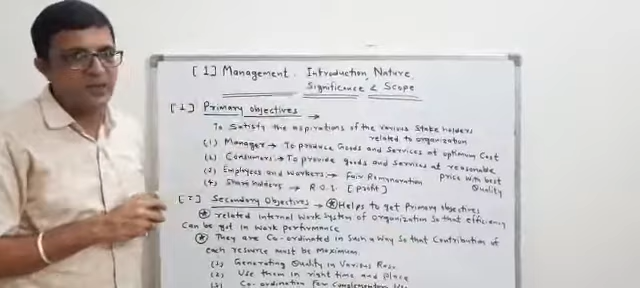 [1] Management. Introduction, Nature,
Significance & Scope
[1] Primary objectives →
To Satisfy the aspirations of the various Stake holders
related to organization
(1) Manager → To produce Goods and Services at optimum Cost
(2) Consumers → To provide goods and Services at reasonable
price with best
Quality
(3) Employees and workers → Fair Remunaration
(4) Share holders → R.O.I. [Profit]
[2] Secondary Objectives → * Helps to get Primary objectives
* related internal work System of organization So that efficiency
Can be got in work performance
* They are Co-ordinated in Such a way So that Contribution of
each resource must be Maximum.
(1) Generating Quality in Various
(2) Use them in right time and place
(3) Co-ordination for